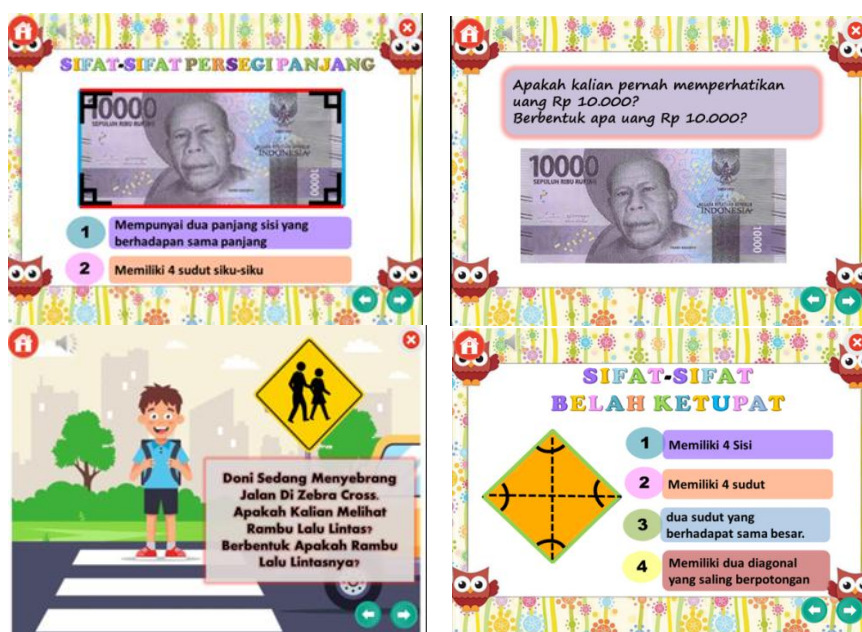 SIFAT-SIFAT PERSEGI PANJANG
10000
SEPULUH RIBU RUPIAH
INDONESIA
10000
1
Mempunyai dua panjang sisi yang
berhadapan sama panjang
2
Memiliki 4 sudut siku-siku
Apakah kalian pernah memperhatikan
uang Rp 10.000?
Berbentuk apa uang Rp 10.000?
10000
SEPULUH RIBU RUPIAH
INDONESIA
10000
Doni Sedang Menyebrang
Jalan Di Zebra Cross.
Apakah Kalian Melihat
Rambu Lalu Lintas?
Berbentuk Apakah Rambu
Lalu Lintasnya?
SIFAT-SIFAT
BELAH KETUPAT
1
Memiliki 4 Sisi
2
Memiliki 4 sudut
3
dua sudut yang
berhadapat sama besar.
4
Memiliki dua diagonal
yang saling berpotongan